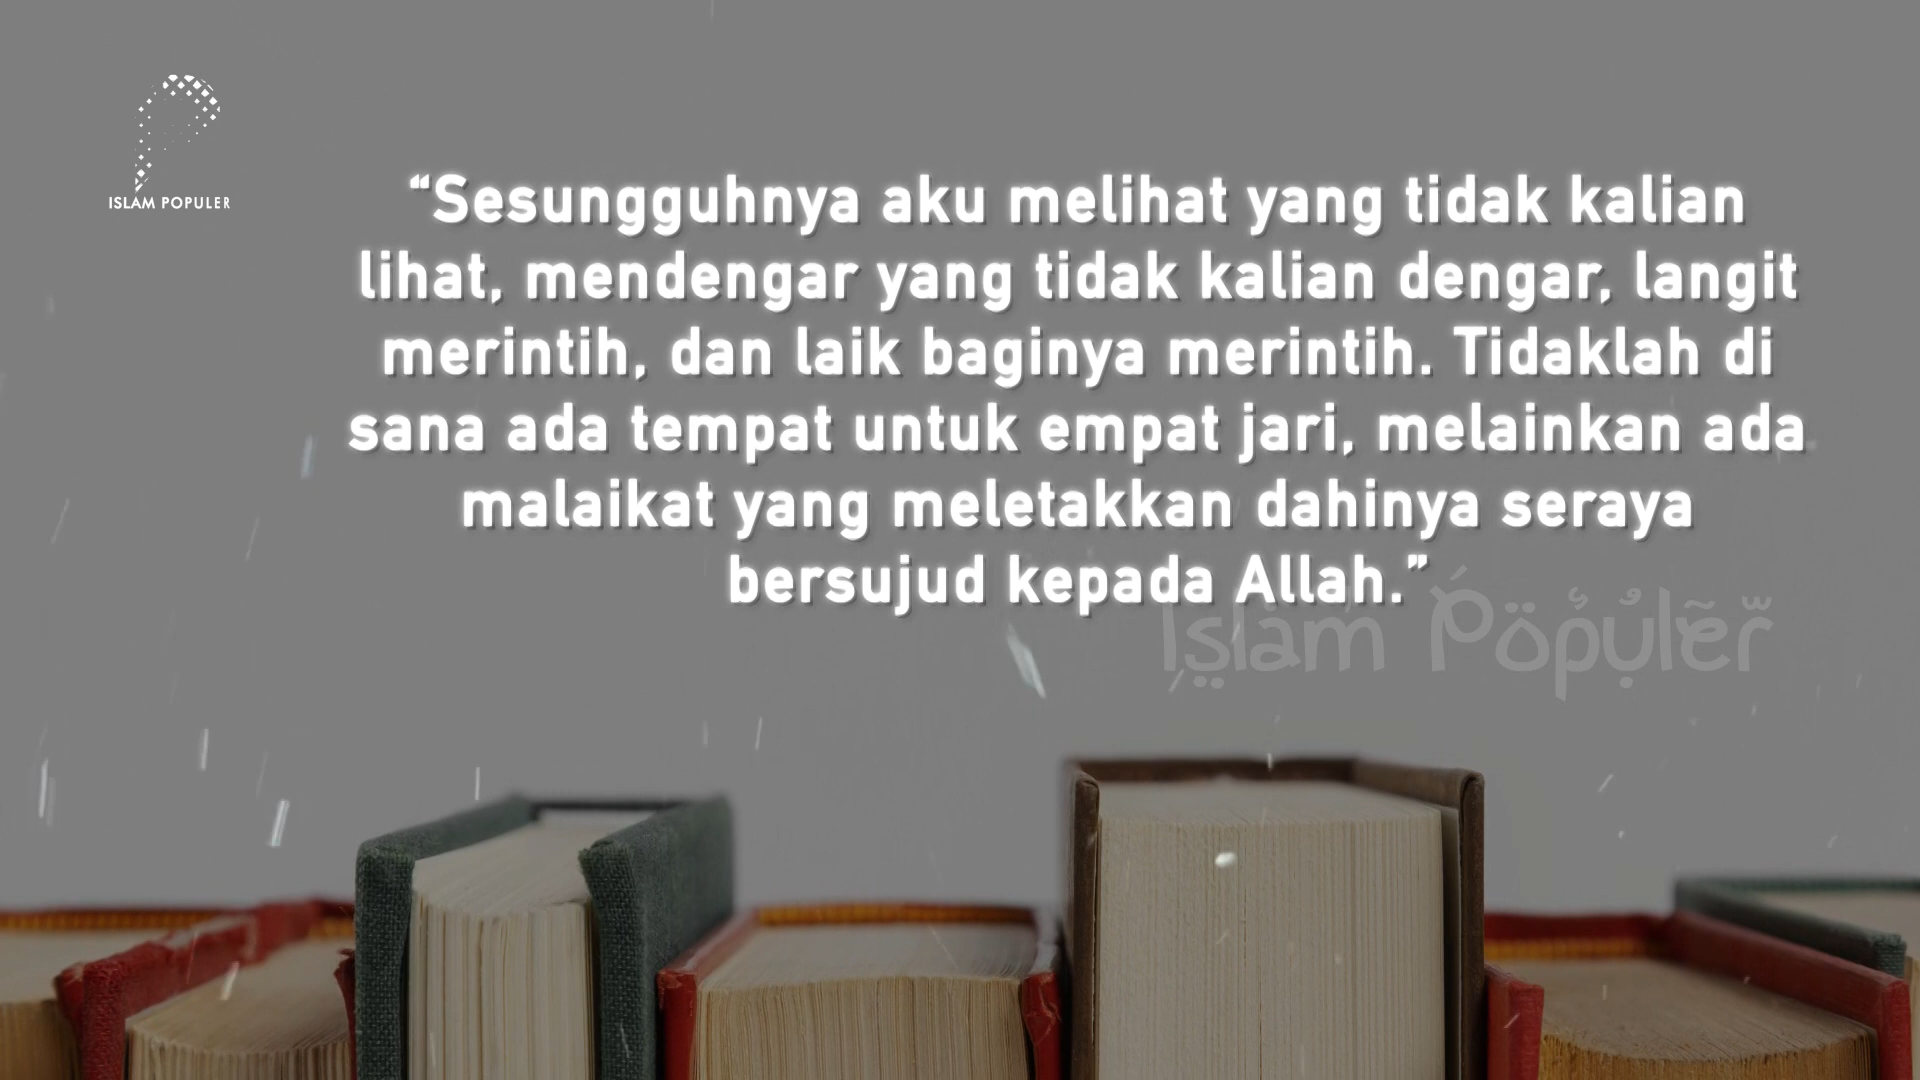 ISLAM POPULER
“Sesungguhnya aku melihat yang tidak kalian
lihat, mendengar yang tidak kalian dengar, langit
merintih, dan laik baginya merintih. Tidaklah di
sana ada tempat untuk empat jari, melainkan ada
malaikat yang meletakkan dahinya seraya
bersujud kepada Allah.”
Islam Populer